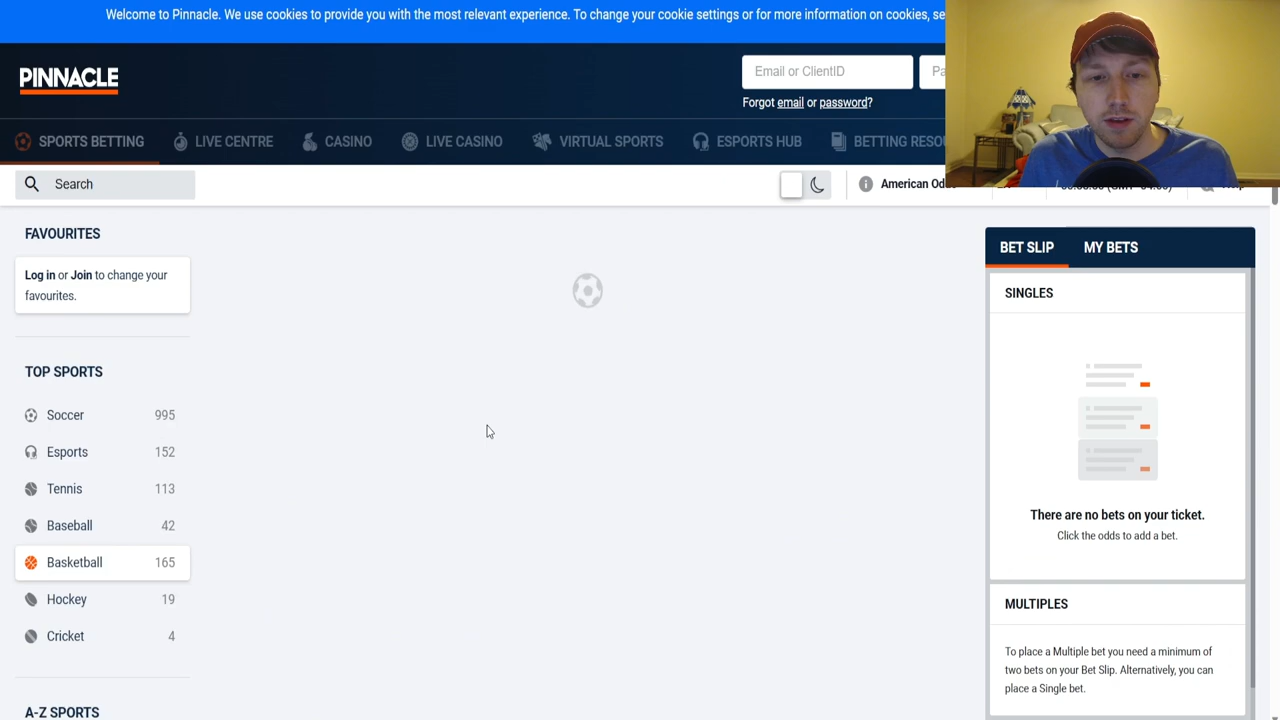 Welcome to Pinnacle. We use cookies to provide you with the most relevant experience. To change your cookie settings or for more information on cookies,
PINNACLE
Email or ClientID
Forgot email or password?
SPORTS BETTING
LIVE CENTRE
CASINO
LIVE CASINO
VIRTUAL SPORTS
ESPORTS HUB
BETTING
Search
American
FAVOURITES
Log in or Join to change your
favourites.
TOP SPORTS
Soccer 995
Esports 152
Tennis 113
Baseball 42
Basketball 165
Hockey 19
Cricket 4
A-Z SPORTS
BET SLIP
MY BETS
SINGLES
There are no bets on your ticket.
Click the odds to add a bet.
MULTIPLES
To place a Multiple bet you need a minimum of
two bets on your Bet Slip. Alternatively, you can
place a Single bet.